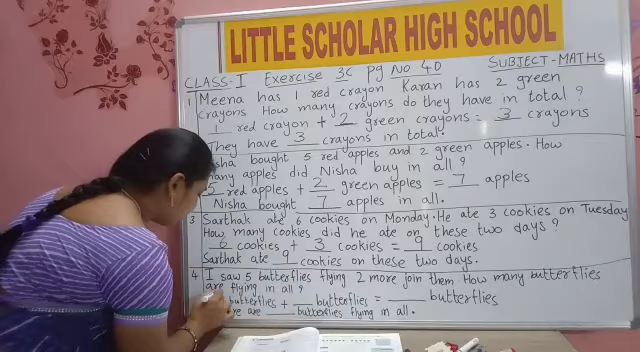 LITTLE SCHOLAR HIGH SCHOOL
CLASS-I Exercise 3C Pg No 40 SUBJECT-MATHS
1 Meena has 1 red crayon Karan has 2 green
crayons How many crayons do they have in total?
1 red crayon + 2 green crayons = 3 crayons
They have 3 crayons in total.
bought 5 red apples and 2 green apples. How
many apples did Nisha buy in all?
5 red apples + 2 green apples = 7 apples
Nisha bought 7 apples in all.
3 Sarthak ate 6 cookies on Monday. He ate 3 cookies on Tuesday
How many cookies did he ate on these two days?
6 cookies + 3 cookies = 9 cookies
Sarthak ate 9 cookies on these two days.
4 I saw 5 butterflies flying 2 more join them How many butterflies
are flying in all?
butterflies + __ butterflies = __ butterflies
are ___ butterflies flying in all.